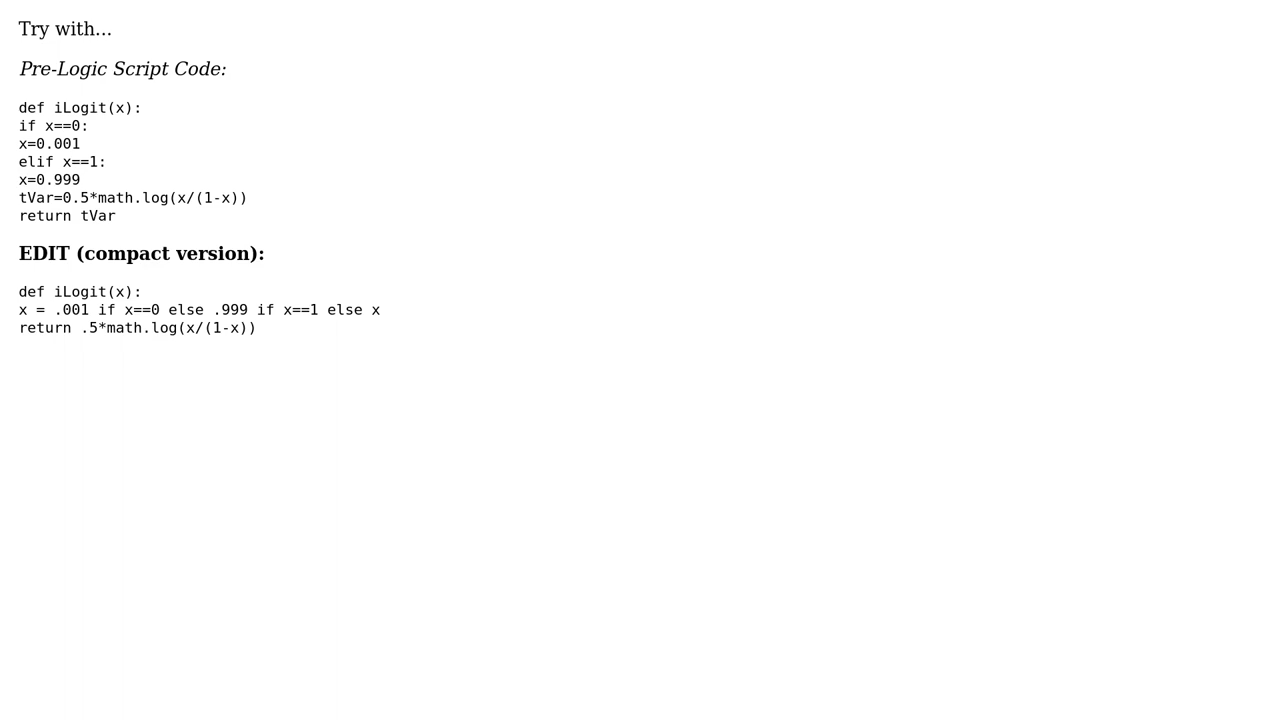 Try with...
Pre-Logic Script Code:
def iLogit(x):
if x==0:
x=0.001
elif x==1:
x=0.999
tVar=0.5*math.log(x/(1-x))
return tVar
EDIT (compact version):
def iLogit(x):
x = .001 if x==0 else .999 if x==1 else x
return .5*math.log(x/(1-x))